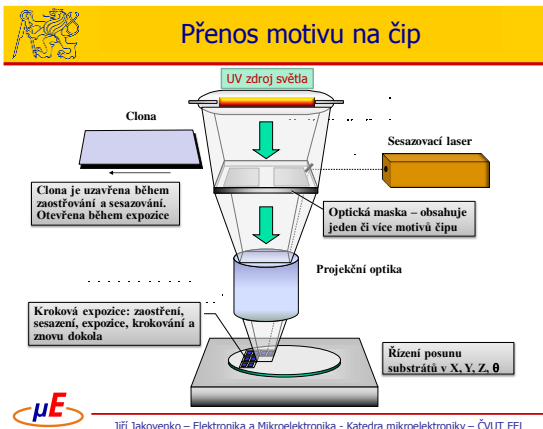 Přenos motivu na čip
UV zdroj světla
Clona
Sesazovací laser
Clona je uzavřena během
zaostřování a sesazování.
Otevřena během expozice
Optická maska – obsahuje
jeden či více motivů čipu
Projekční optika
Kroková expozice: zaostření,
sesazení, expozice, krokování a
znovu dokola
Řízení posunu
substrátů v X, Y, Z, θ
µE
Jiří Jakovenko – Elektronika a Mikroelektronika - Katedra mikroelektroniky – ČVUT FEL